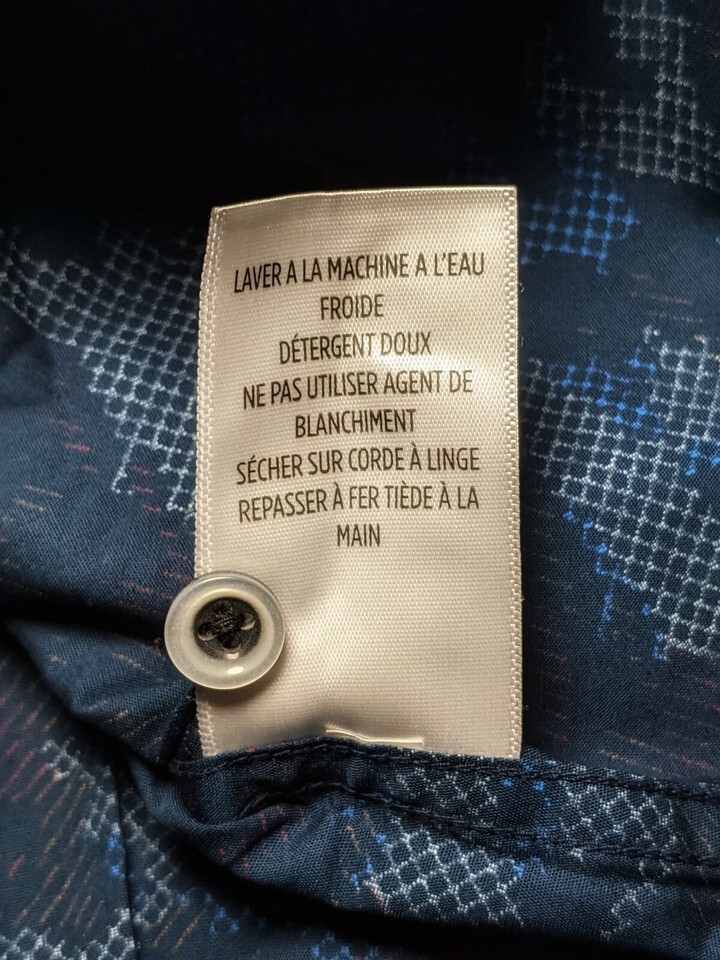 LAVER A LA MACHINE A L'EAU
FROIDE
DÉTERGENT DOUX
NE PAS UTILISER AGENT DE
BLANCHIMENT
SÉCHER SUR CORDE À LINGE
REPASSER À FER TIÈDE À LA
MAIN